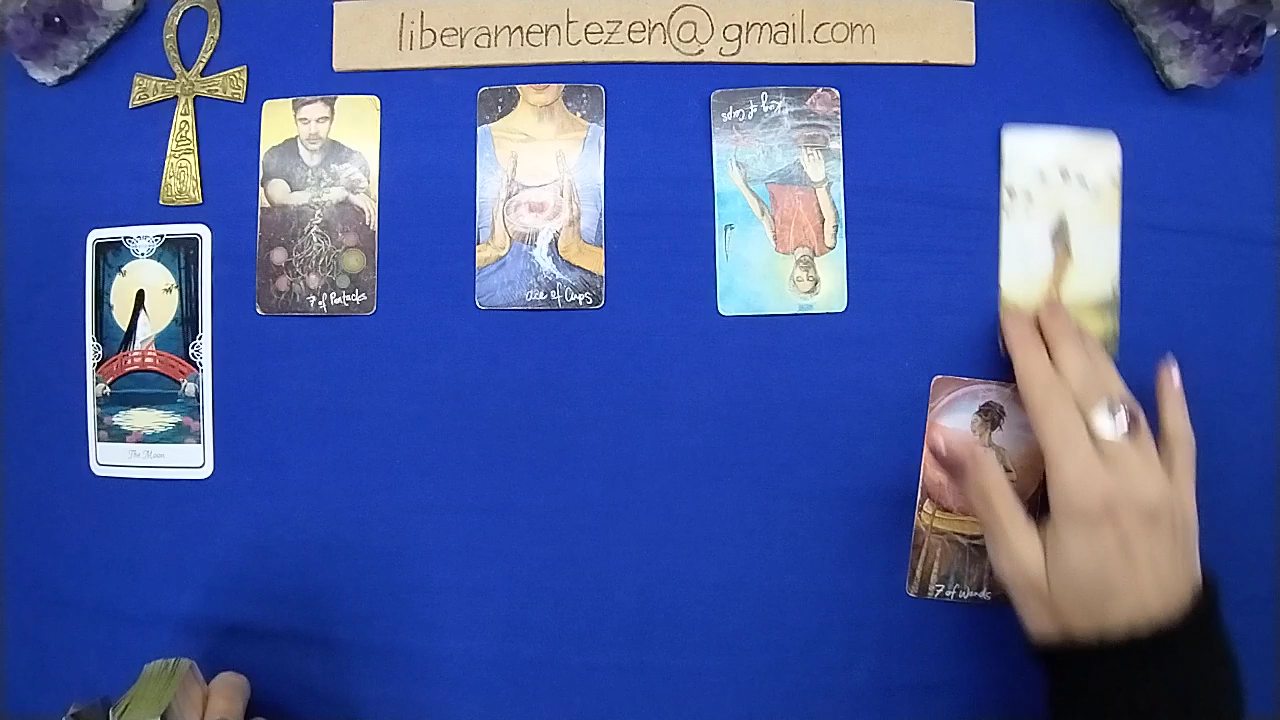 liberamentezen@gmail.com
7 of Pentacles
Ace of Cups
King of Cups
The Moon
7 of Wands